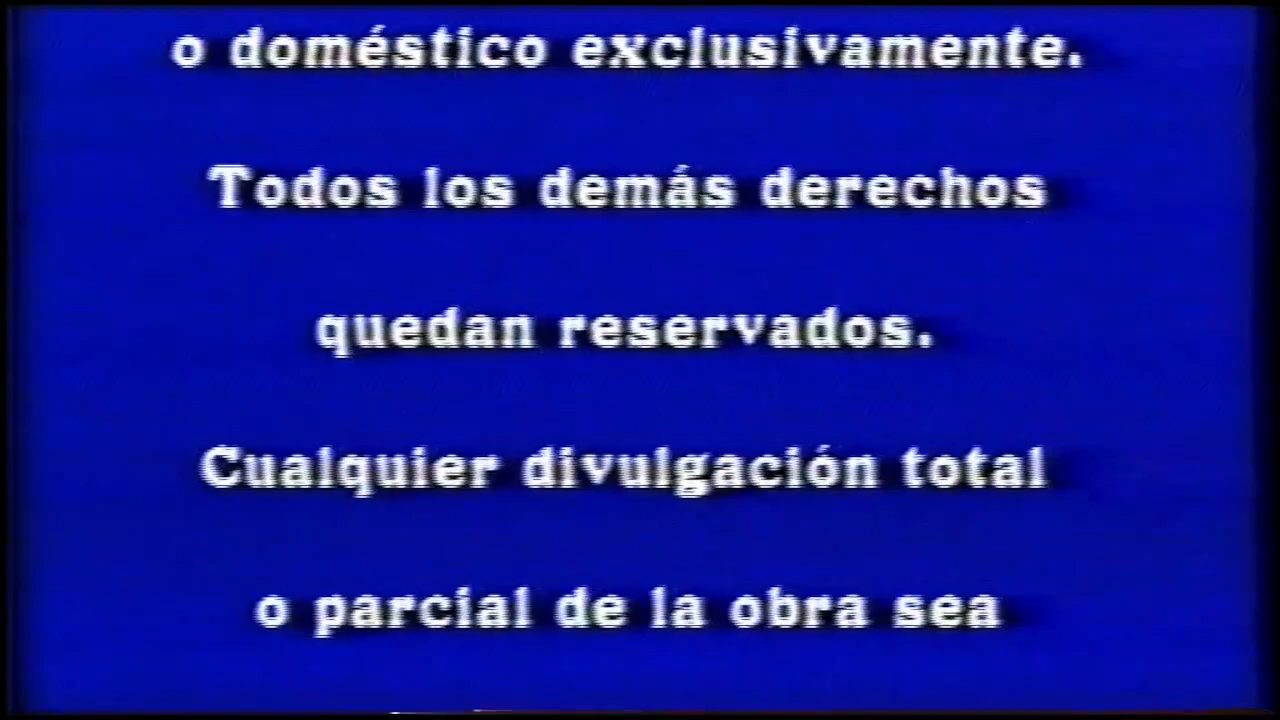 o doméstico exclusivamente.
Todos los demás derechos
quedan reservados.
Cualquier divulgación total
o parcial de la obra sea